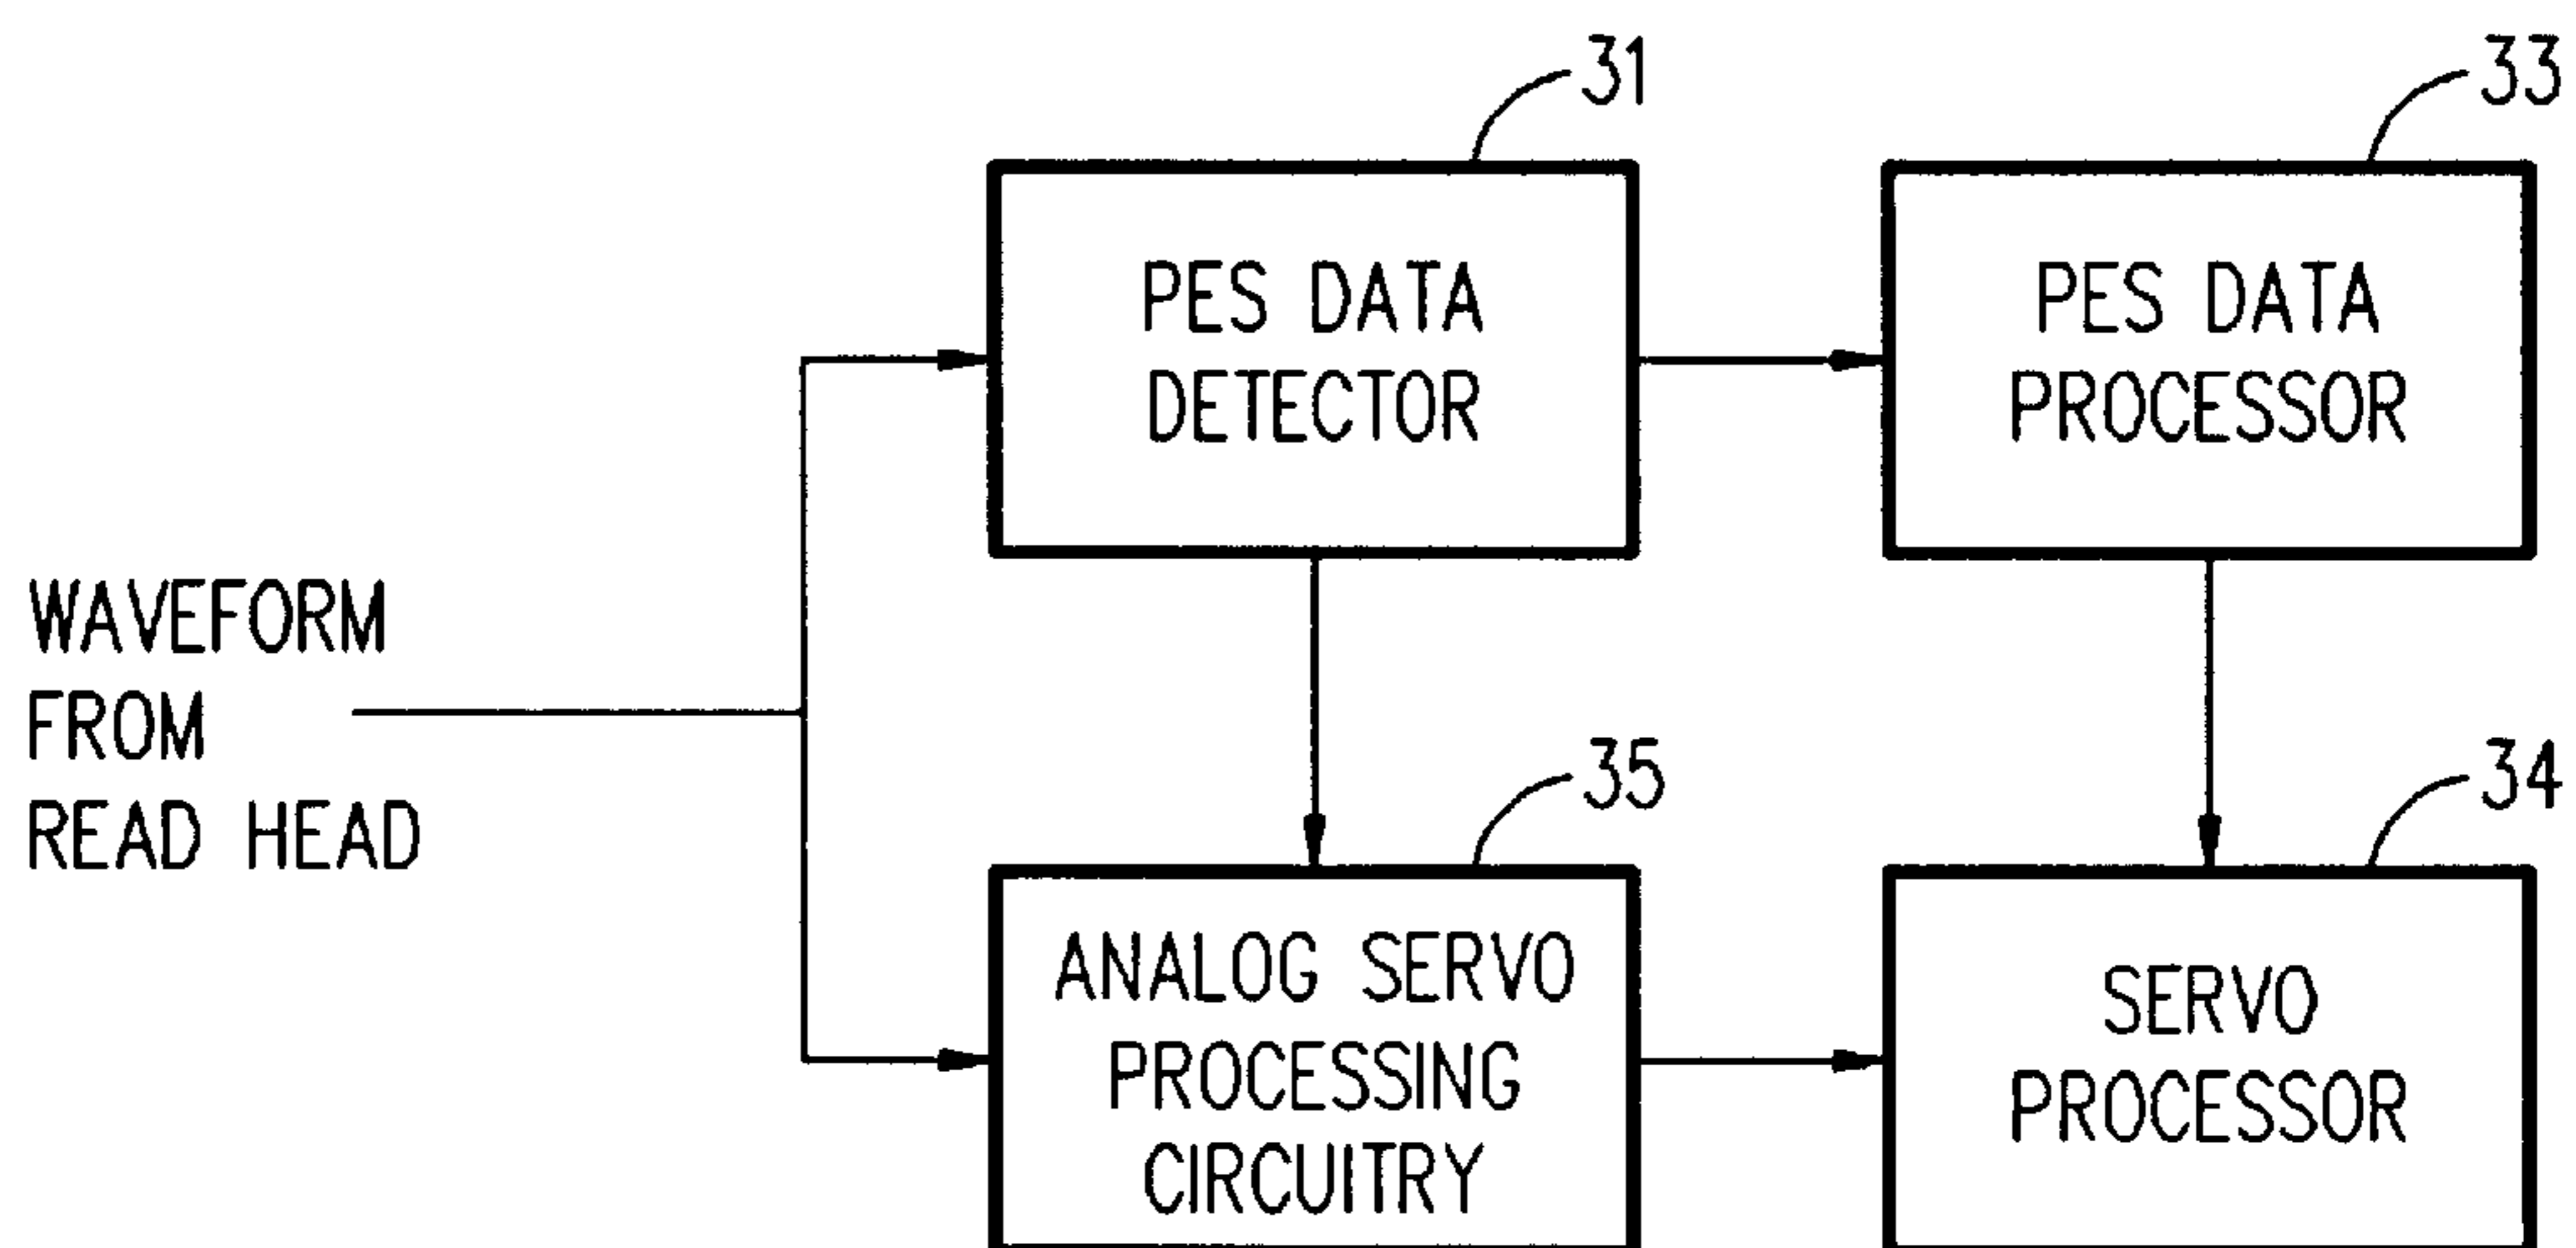 31
33
PES DATA
DETECTOR
PES DATA
PROCESSOR
WAVEFORM
FROM
READ HEAD
35
34
ANALOG SERVO
PROCESSING
CIRCUITRY
SERVO
PROCESSOR